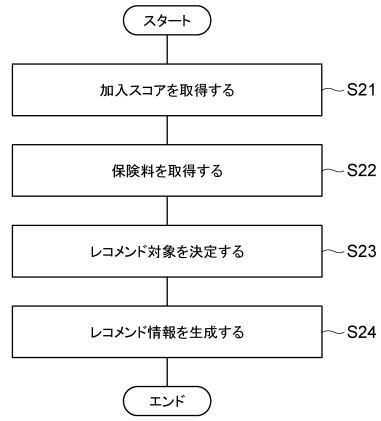 スタート
加入スコアを取得する
S21
保険料を取得する
S22
レコメンド対象を決定する
S23
レコメンド情報を生成する
S24
エンド